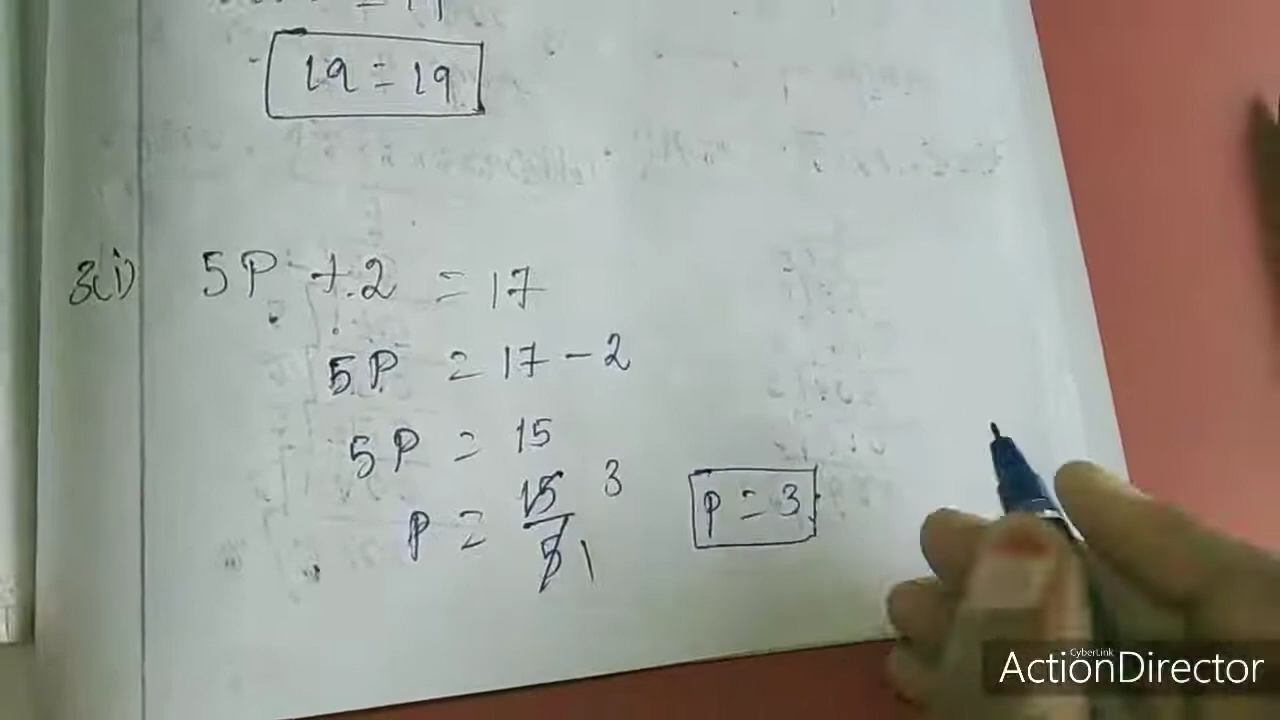 19 = 19
3(i) 5P + 2 = 17
5P = 17 - 2
5P = 15
P = 15/5 3 1
P = 3
CyberLink
ActionDirector